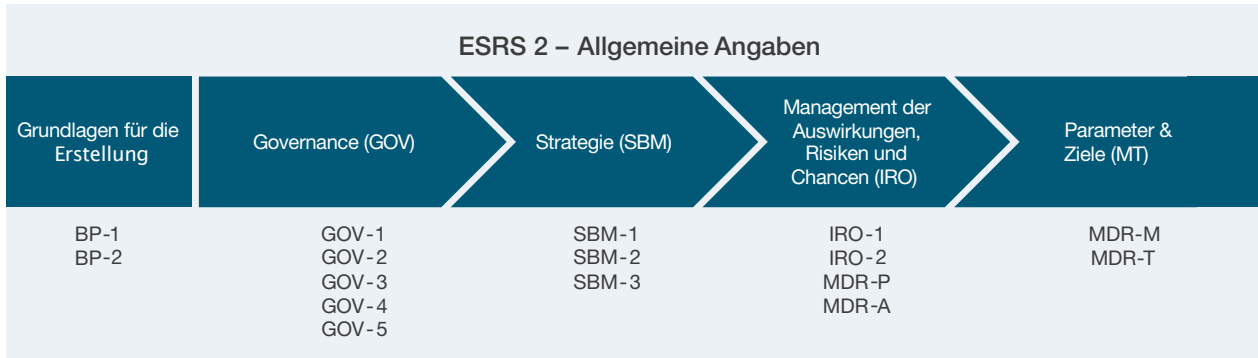 ESRS 2 – Allgemeine Angaben
Grundlagen für die
Erstellung
Governance (GOV)
Strategie (SBM)
Management der
Auswirkungen,
Risiken und
Chancen (IRO)
Parameter &
Ziele (MT)
BP-1
BP-2
GOV-1
GOV-2
GOV-3
GOV-4
GOV-5
SBM-1
SBM-2
SBM-3
IRO-1
IRO-2
MDR-P
MDR-A
MDR-M
MDR-T